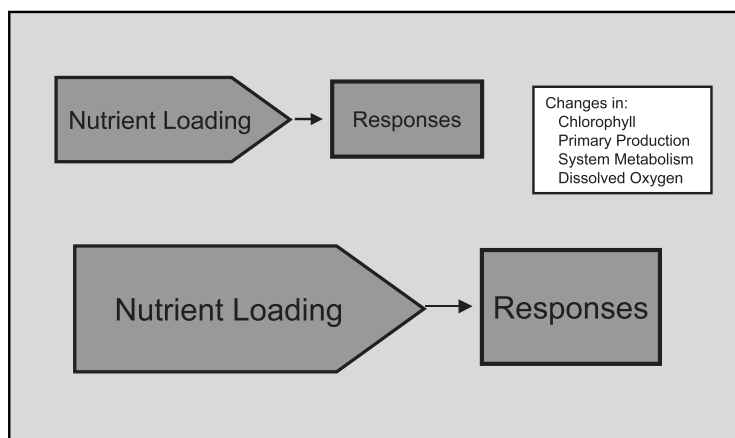 Nutrient Loading
Responses
Changes in:
Chlorophyll
Primary Production
System Metabolism
Dissolved Oxygen
Nutrient Loading
Responses